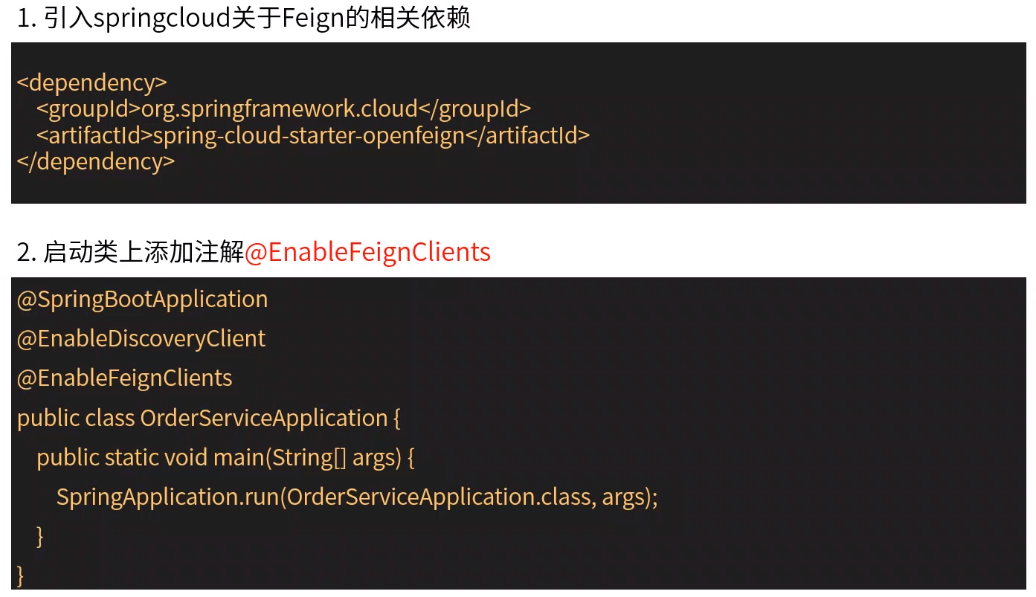 1. 引入springcloud关于Feign的相关依赖
<dependency>
<groupId>org.springframework.cloud</groupId>
<artifactId>spring-cloud-starter-openfeign</artifactId>
</dependency>
2. 启动类上添加注解@EnableFeignClients
@SpringBootApplication
@EnableDiscoveryClient
@EnableFeignClients
public class OrderServiceApplication {
public static void main(String[] args) {
SpringApplication.run(OrderServiceApplication.class, args);
}
}